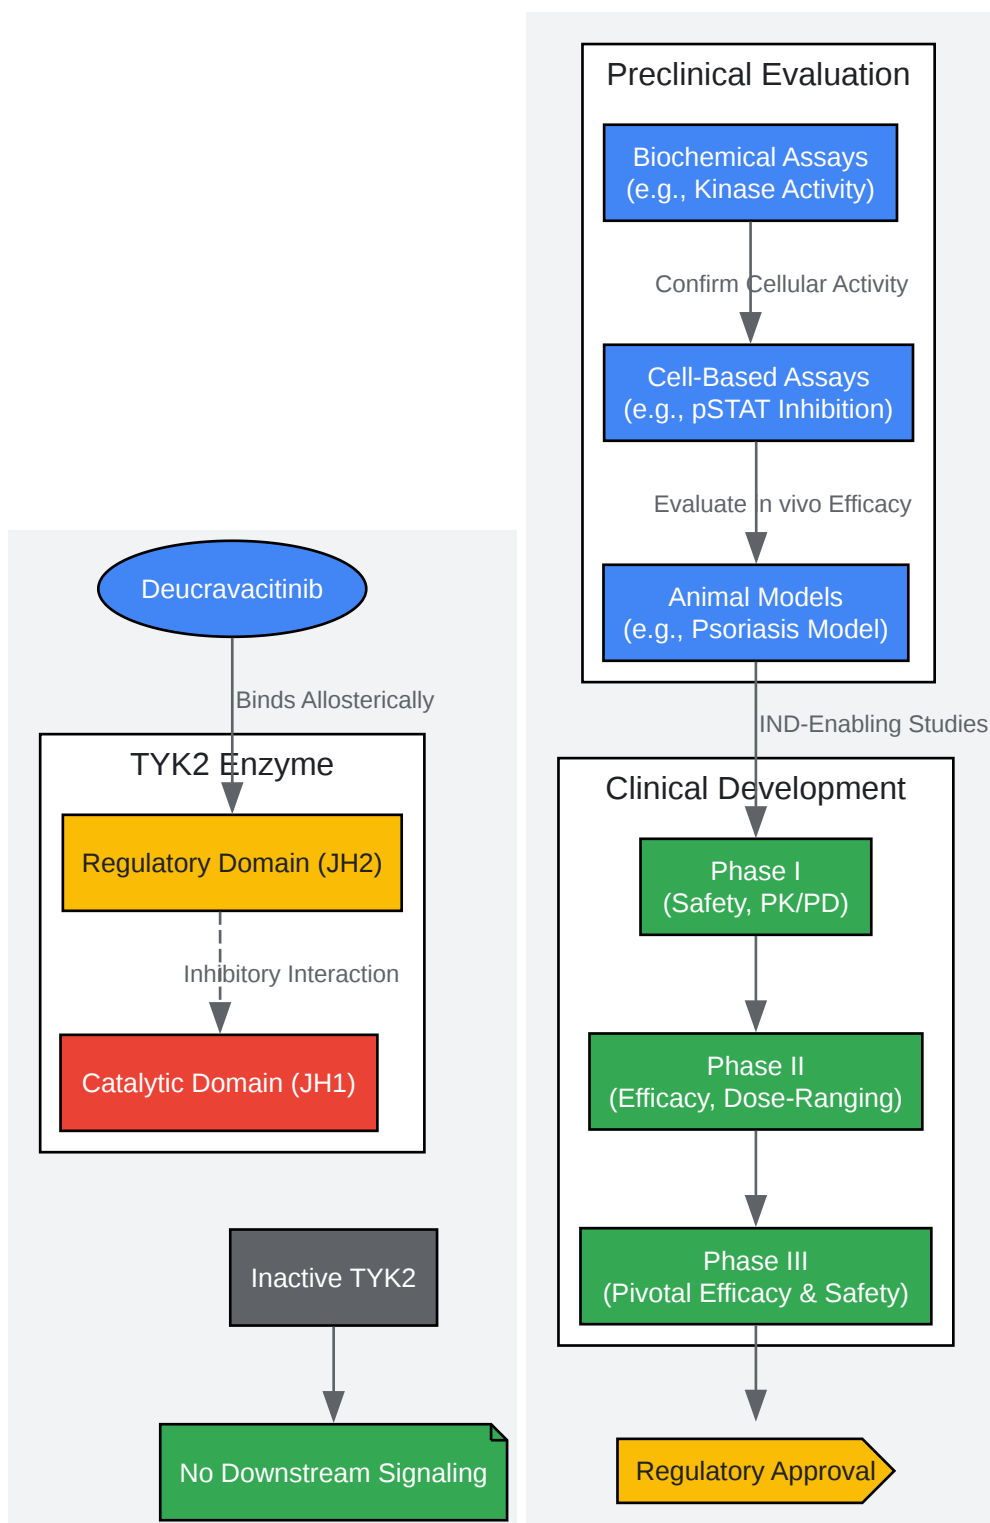 Deucravacitinib
Binds Allosterically
TYK2 Enzyme
Regulatory Domain (JH2)
Inhibitory Interaction
Catalytic Domain (JH1)
Inactive TYK2
No Downstream Signaling
Preclinical Evaluation
Biochemical Assays
(e.g., Kinase Activity)
Confirm Cellular Activity
Cell-Based Assays
(e.g., pSTAT Inhibition)
Evaluate in vivo Efficacy
Animal Models
(e.g., Psoriasis Model)
IND-Enabling Studies
Clinical Development
Phase I
(Safety, PK/PD)
Phase II
(Efficacy, Dose-Ranging)
Phase III
(Pivotal Efficacy & Safety)
Regulatory Approval